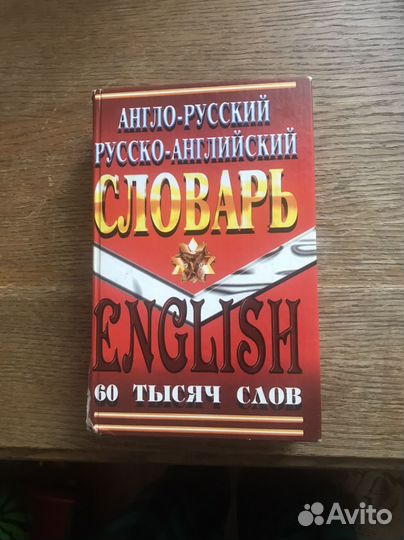 АНГЛО-РУССКИЙ
РУССКО-АНГЛИЙСКИЙ
СЛОВАРЬ
ENGLISH
60 ТЫСЯЧ СЛОВ
Avito